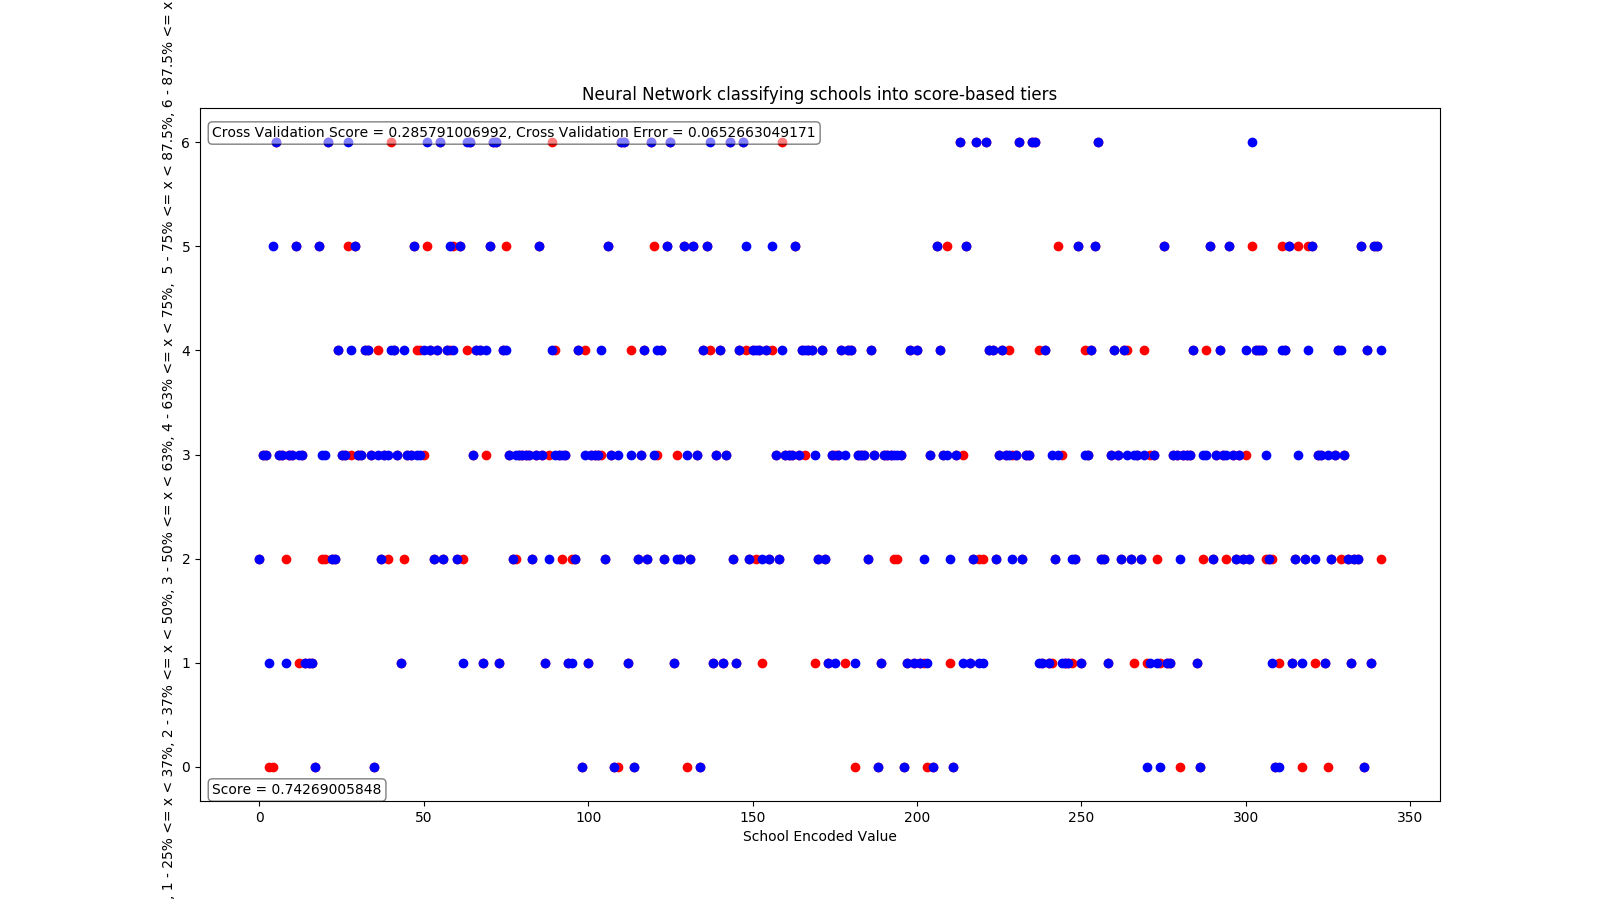 Neural Network classifying schools into score-based tiers
Cross Validation Score = 0.285791006992, Cross Validation Error = 0.0652663049171
, 1 - 25% <= x < 37%, 2 - 37% <= x < 50%, 3 - 50% <= x < 63%, 4 - 63% <= x < 75%, 5 - 75% <= x < 87.5%, 6 - 87.5% <= x
6
5
4
3
2
1
0
Score = 0.74269005848
0 50 100 150 200 250 300 350
School Encoded Value